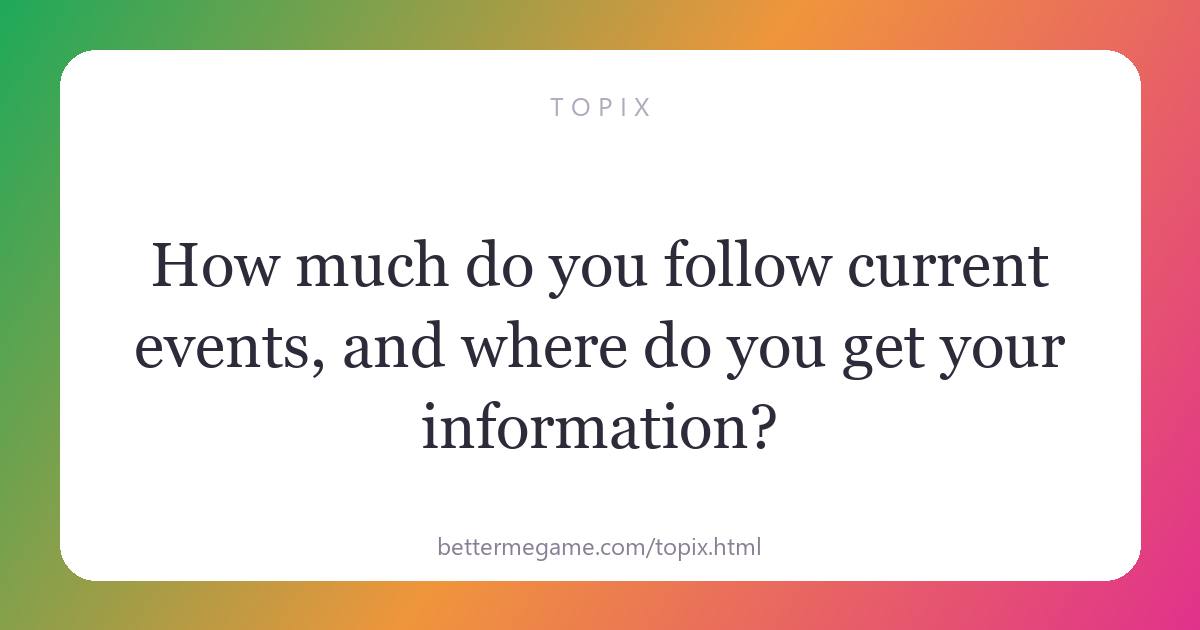 TOPIX
How much do you follow current
events, and where do you get your
information?
bettermegame.com/topix.html